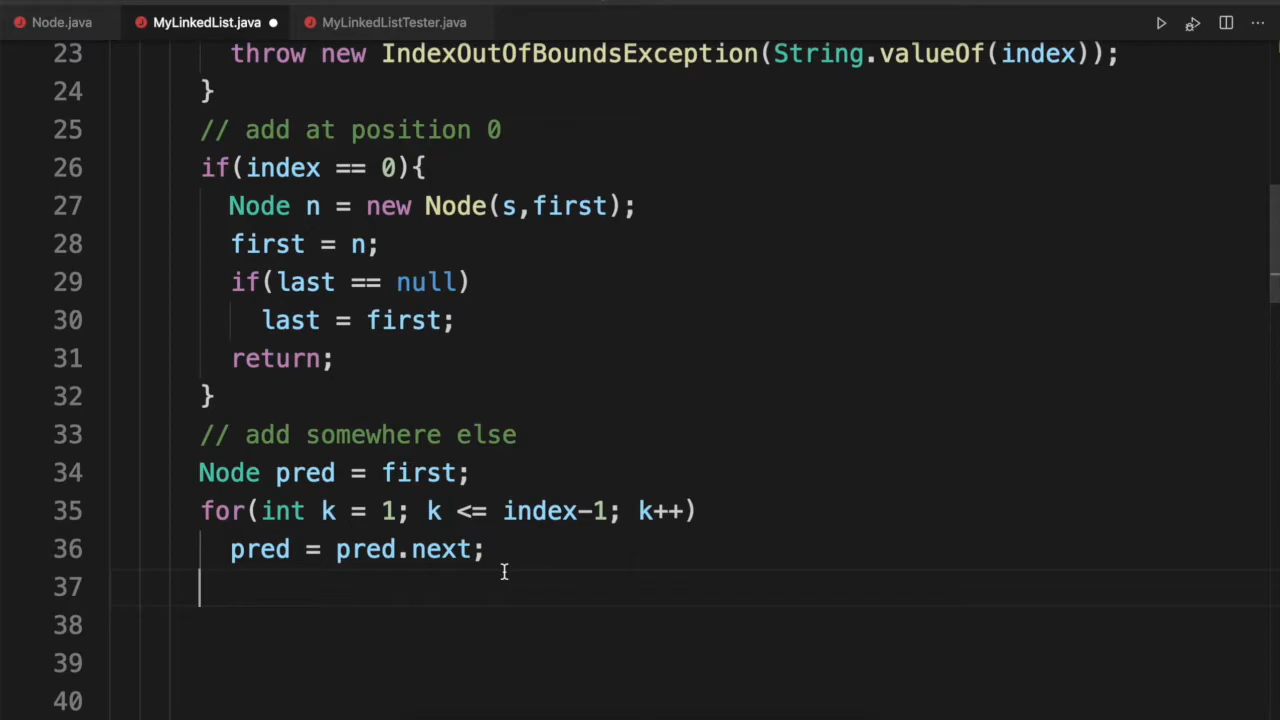 Node.java MyLinkedList.java MyLinkedListTester.java
23 throw new IndexOutOfBoundsException(String.valueOf(index));
24 }
25 // add at position 0
26 if(index == 0){
27 Node n = new Node(s,first);
28 first = n;
29 if(last == null)
30 last = first;
31 return;
32 }
33 // add somewhere else
34 Node pred = first;
35 for(int k = 1; k <= index-1; k++)
36 pred = pred.next;
37
38
39
40